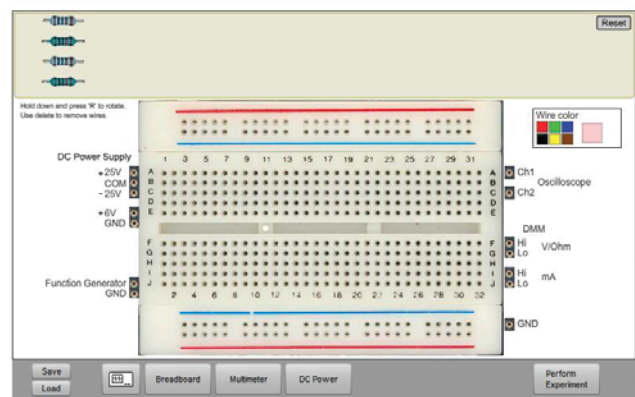 Reset
Hold down and press 'R' to rotate.
Use delete to remove wires.
Wire color
DC Power Supply
+25V
COM
-25V
+6V
GND
Function Generator
GND
1 3 5 7 9 11 13 15 17 19 21 23 25 27 29 31
A A
B B
C C
D D
E E
F F
G G
H H
I I
J J
2 4 6 8 10 12 14 16 18 20 22 24 26 28 30 32
Ch1
Oscilloscope
Ch2
DMM
Hi
V/Ohm
Lo
Hi
mA
Lo
GND
Save
Load
Breadboard
Multimeter
DC Power
Perform
Experiment